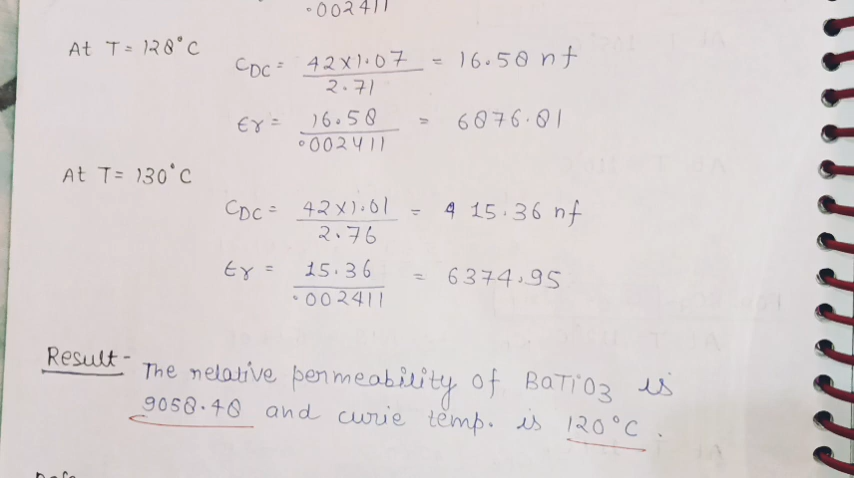 .002411
At T= 128°C
CDC = 42×1.07 = 16.58 nf
2.71
εr = 16.58 = 6876.81
.002411
At T= 130°C
CDC = 42×1.01 = 15.36 nf
2.76
εr = 15.36 = 6374.95
.002411
Result - The relative permeability of BaTiO3 is
9058.48 and curie temp. is 120°C.